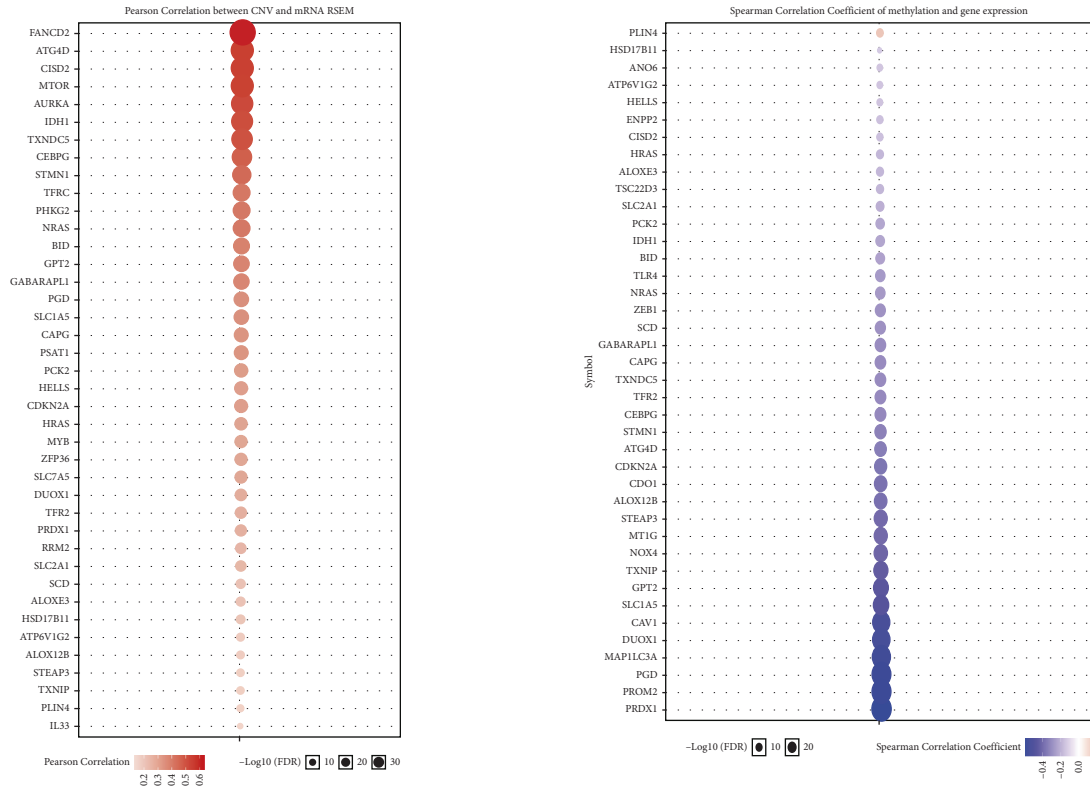 Pearson Correlation between CNV and mRNA RSEM
FANCD2
ATG4D
CISD2
MTOR
AURKA
IDH1
TXNDC5
CEBPG
STMN1
TFRC
PHKG2
NRAS
BID
GPT2
GABARAPL1
PGD
SLC1A5
CAPG
PSAT1
PCK2
HELLS
CDKN2A
HRAS
MYB
ZFP36
SLC7A5
DUOX1
TFR2
PRDX1
RRM2
SLC2A1
SCD
ALOXE3
HSD17B11
ATP6V1G2
ALOX12B
STEAP3
TXNIP
PLIN4
IL33
Pearson Correlation
0.2
0.3
0.4
0.5
0.6
−Log10 (FDR) 10 20 30
Spearman Correlation Coefficient of methylation and gene expression
Symbol
PLIN4
HSD17B11
ANO6
ATP6V1G2
HELLS
ENPP2
CISD2
HRAS
ALOXE3
TSC22D3
SLC2A1
PCK2
IDH1
BID
TLR4
NRAS
ZEB1
SCD
GABARAPL1
CAPG
TXNDC5
TFR2
CEBPG
STMN1
ATG4D
CDKN2A
CDO1
ALOX12B
STEAP3
MT1G
NOX4
TXNIP
GPT2
SLC1A5
CAV1
DUOX1
MAP1LC3A
PGD
PROM2
PRDX1
−Log10 (FDR) 10 20
Spearman Correlation Coefficient
−0.4
−0.2
0.0